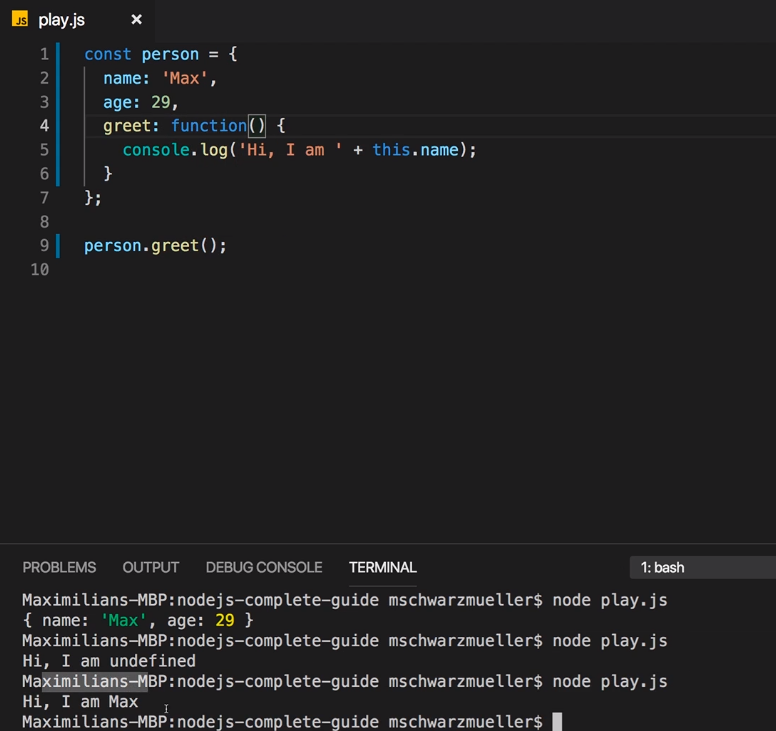 JS play.js ×
1 const person = {
2 name: 'Max',
3 age: 29,
4 greet: function() {
5 console.log('Hi, I am ' + this.name);
6 }
7 };
8
9 person.greet();
10
PROBLEMS OUTPUT DEBUG CONSOLE TERMINAL 1: bash
Maximilians-MBP:nodejs-complete-guide mschwarzmueller$ node play.js
{ name: 'Max', age: 29 }
Maximilians-MBP:nodejs-complete-guide mschwarzmueller$ node play.js
Hi, I am undefined
Maximilians-MBP:nodejs-complete-guide mschwarzmueller$ node play.js
Hi, I am Max
Maximilians-MBP:nodejs-complete-guide mschwarzmueller$